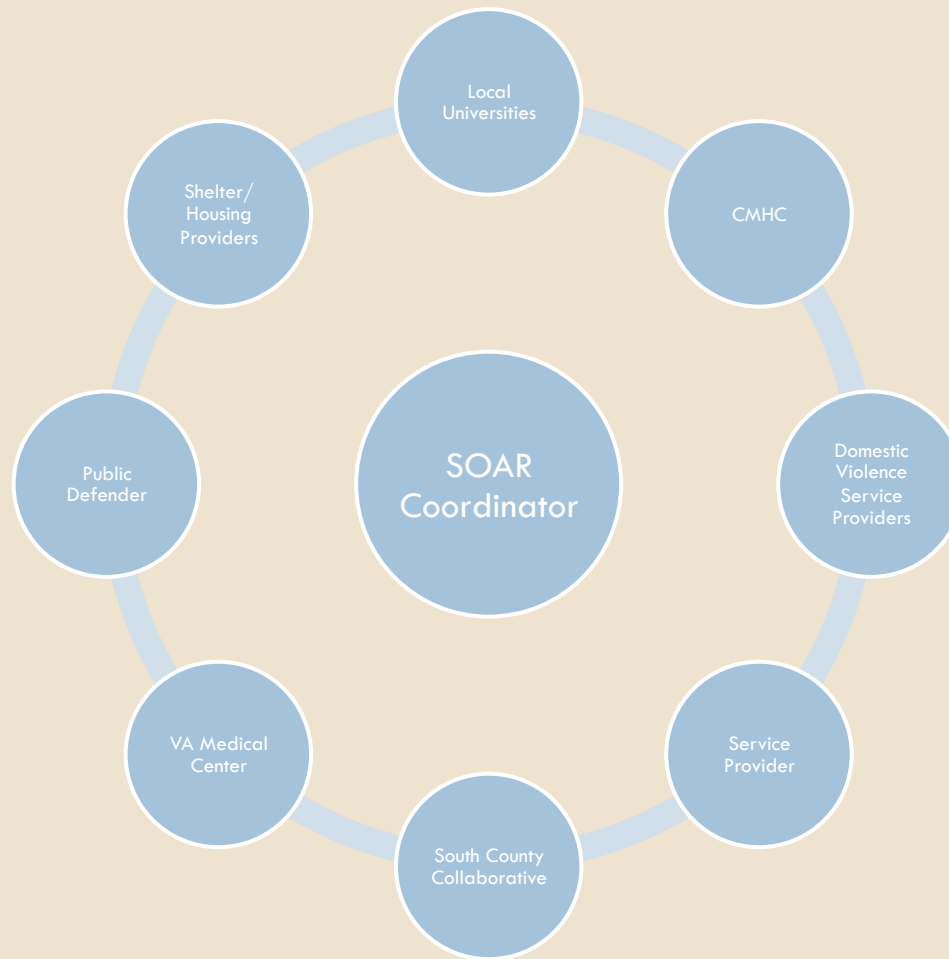 Local
Universities
CMHC
Domestic
Violence
Service
Providers
Service
Provider
South County
Collaborative
VA Medical
Center
Public
Defender
Shelter/
Housing
Providers
SOAR
Coordinator